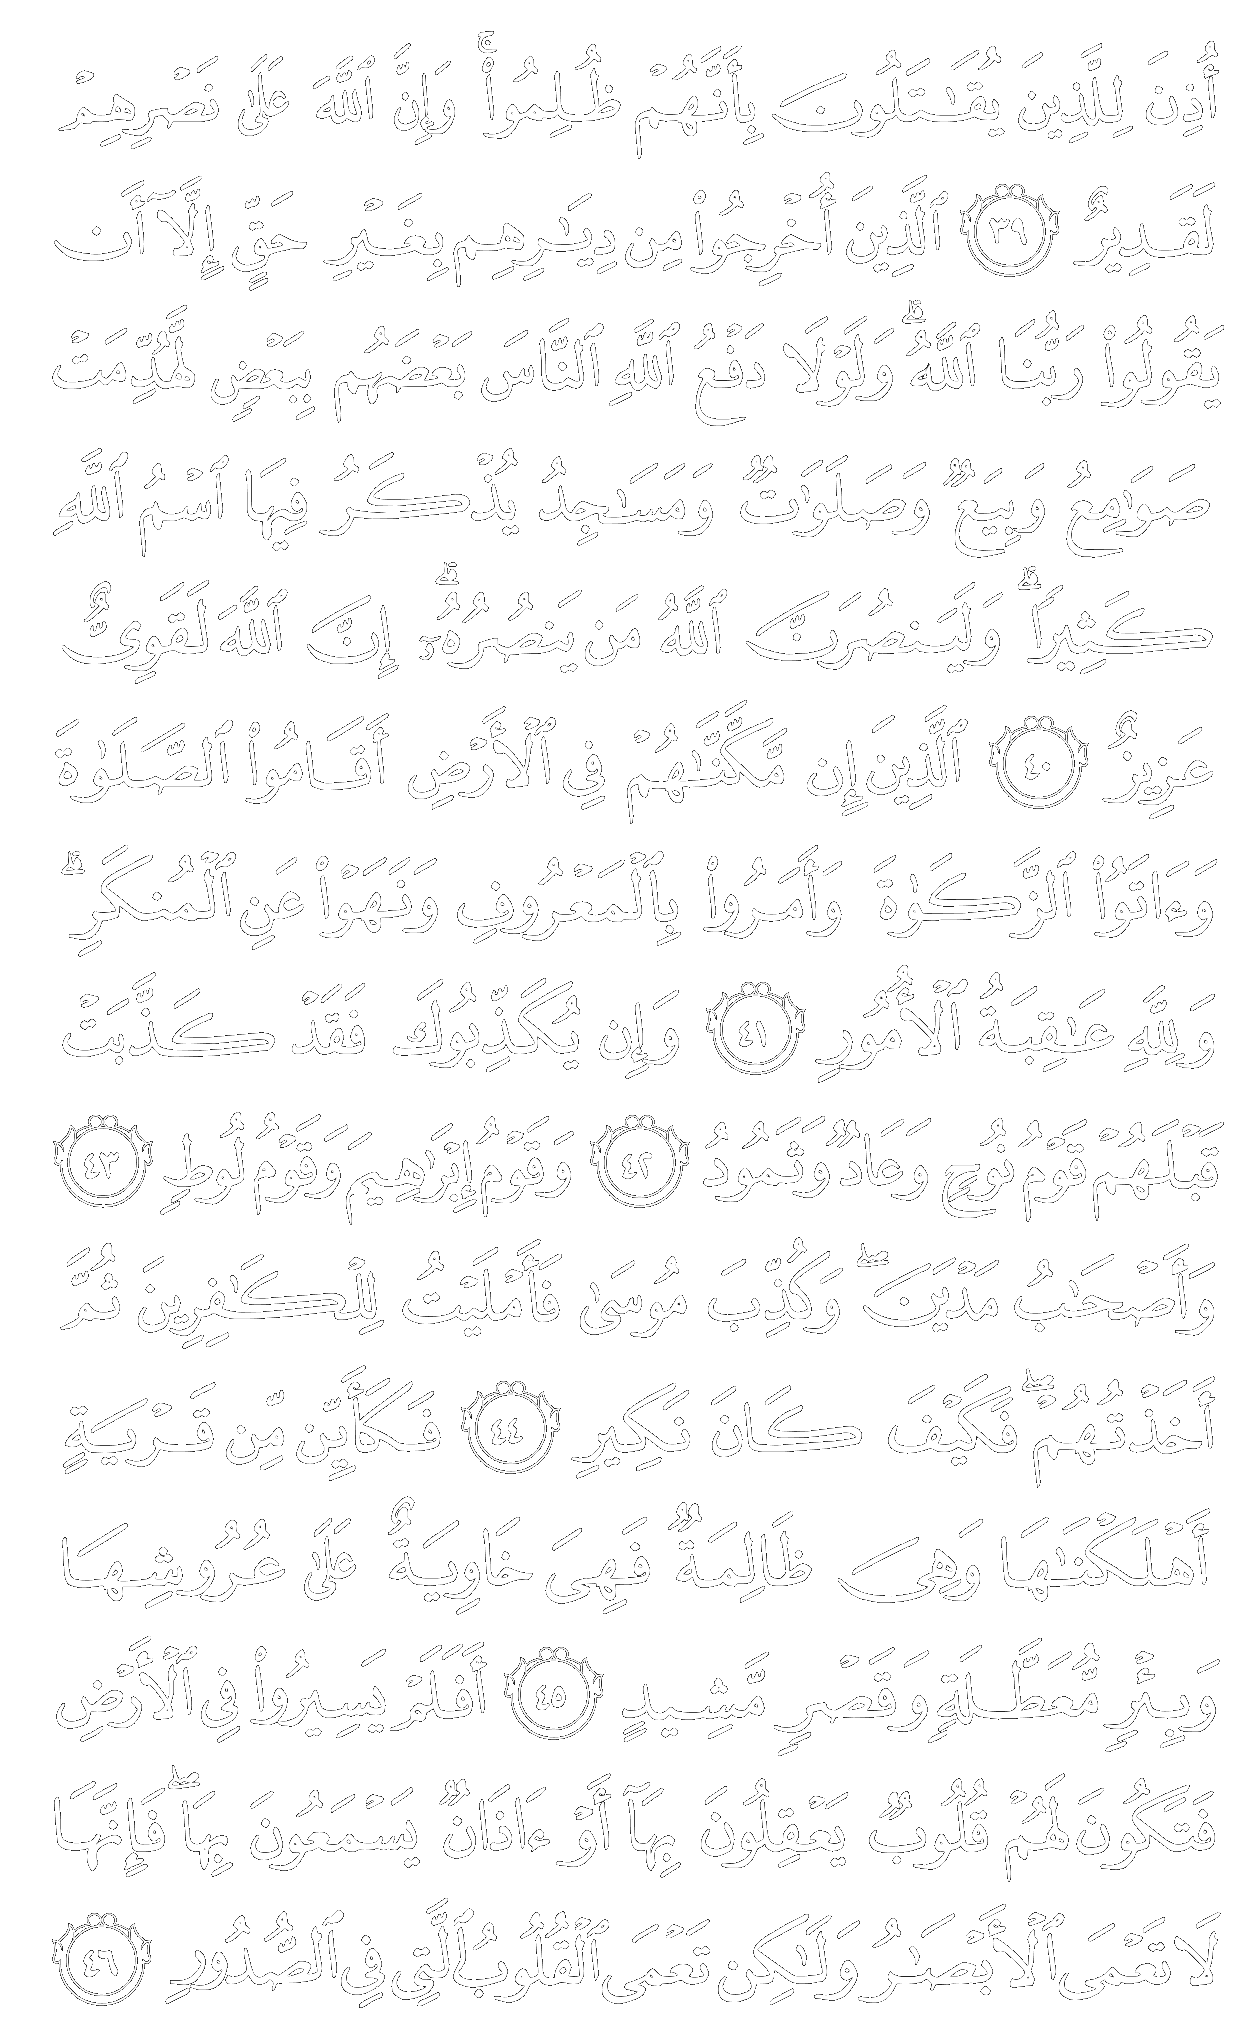 أُذِنَ لِلَّذِينَ يُقَـٰتَلُونَ بِأَنَّهُمْ ظُلِمُوا۟ ۚ وَإِنَّ ٱللَّهَ عَلَىٰ نَصْرِهِمْ
لَقَدِيرٌ ٣٩ ٱلَّذِينَ أُخْرِجُوا۟ مِن دِيَـٰرِهِم بِغَيْرِ حَقٍّ إِلَّآ أَن
يَقُولُوا۟ رَبُّنَا ٱللَّهُ ۗ وَلَوْلَا دَفْعُ ٱللَّهِ ٱلنَّاسَ بَعْضَهُم بِبَعْضٍ لَّهُدِّمَتْ
صَوَٰمِعُ وَبِيَعٌ وَصَلَوَٰتٌ وَمَسَـٰجِدُ يُذْكَرُ فِيهَا ٱسْمُ ٱللَّهِ
كَثِيرًا ۗ وَلَيَنصُرَنَّ ٱللَّهُ مَن يَنصُرُهُۥٓ ۗ إِنَّ ٱللَّهَ لَقَوِىٌّ
عَزِيزٌ ٤٠ ٱلَّذِينَ إِن مَّكَّنَّـٰهُمْ فِى ٱلْأَرْضِ أَقَامُوا۟ ٱلصَّلَوٰةَ
وَءَاتَوُا۟ ٱلزَّكَوٰةَ وَأَمَرُوا۟ بِٱلْمَعْرُوفِ وَنَهَوْا۟ عَنِ ٱلْمُنكَرِ ۗ
وَلِلَّهِ عَـٰقِبَةُ ٱلْأُمُورِ ٤١ وَإِن يُكَذِّبُوكَ فَقَدْ كَذَّبَتْ
قَبْلَهُمْ قَوْمُ نُوحٍ وَعَادٌ وَثَمُودُ ٤٢ وَقَوْمُ إِبْرَٰهِيمَ وَقَوْمُ لُوطٍ ٤٣
وَأَصْحَـٰبُ مَدْيَنَ ۖ وَكُذِّبَ مُوسَىٰ فَأَمْلَيْتُ لِلْكَـٰفِرِينَ ثُمَّ
أَخَذْتُهُمْ ۖ فَكَيْفَ كَانَ نَكِيرِ ٤٤ فَكَأَيِّن مِّن قَرْيَةٍ
أَهْلَكْنَـٰهَا وَهِىَ ظَالِمَةٌ فَهِىَ خَاوِيَةٌ عَلَىٰ عُرُوشِهَا
وَبِئْرٍ مُّعَطَّلَةٍ وَقَصْرٍ مَّشِيدٍ ٤٥ أَفَلَمْ يَسِيرُوا۟ فِى ٱلْأَرْضِ
فَتَكُونَ لَهُمْ قُلُوبٌ يَعْقِلُونَ بِهَآ أَوْ ءَاذَانٌ يَسْمَعُونَ بِهَا ۖ فَإِنَّهَا
لَا تَعْمَى ٱلْأَبْصَـٰرُ وَلَـٰكِن تَعْمَى ٱلْقُلُوبُ ٱلَّتِى فِى ٱلصُّدُورِ ٤٦